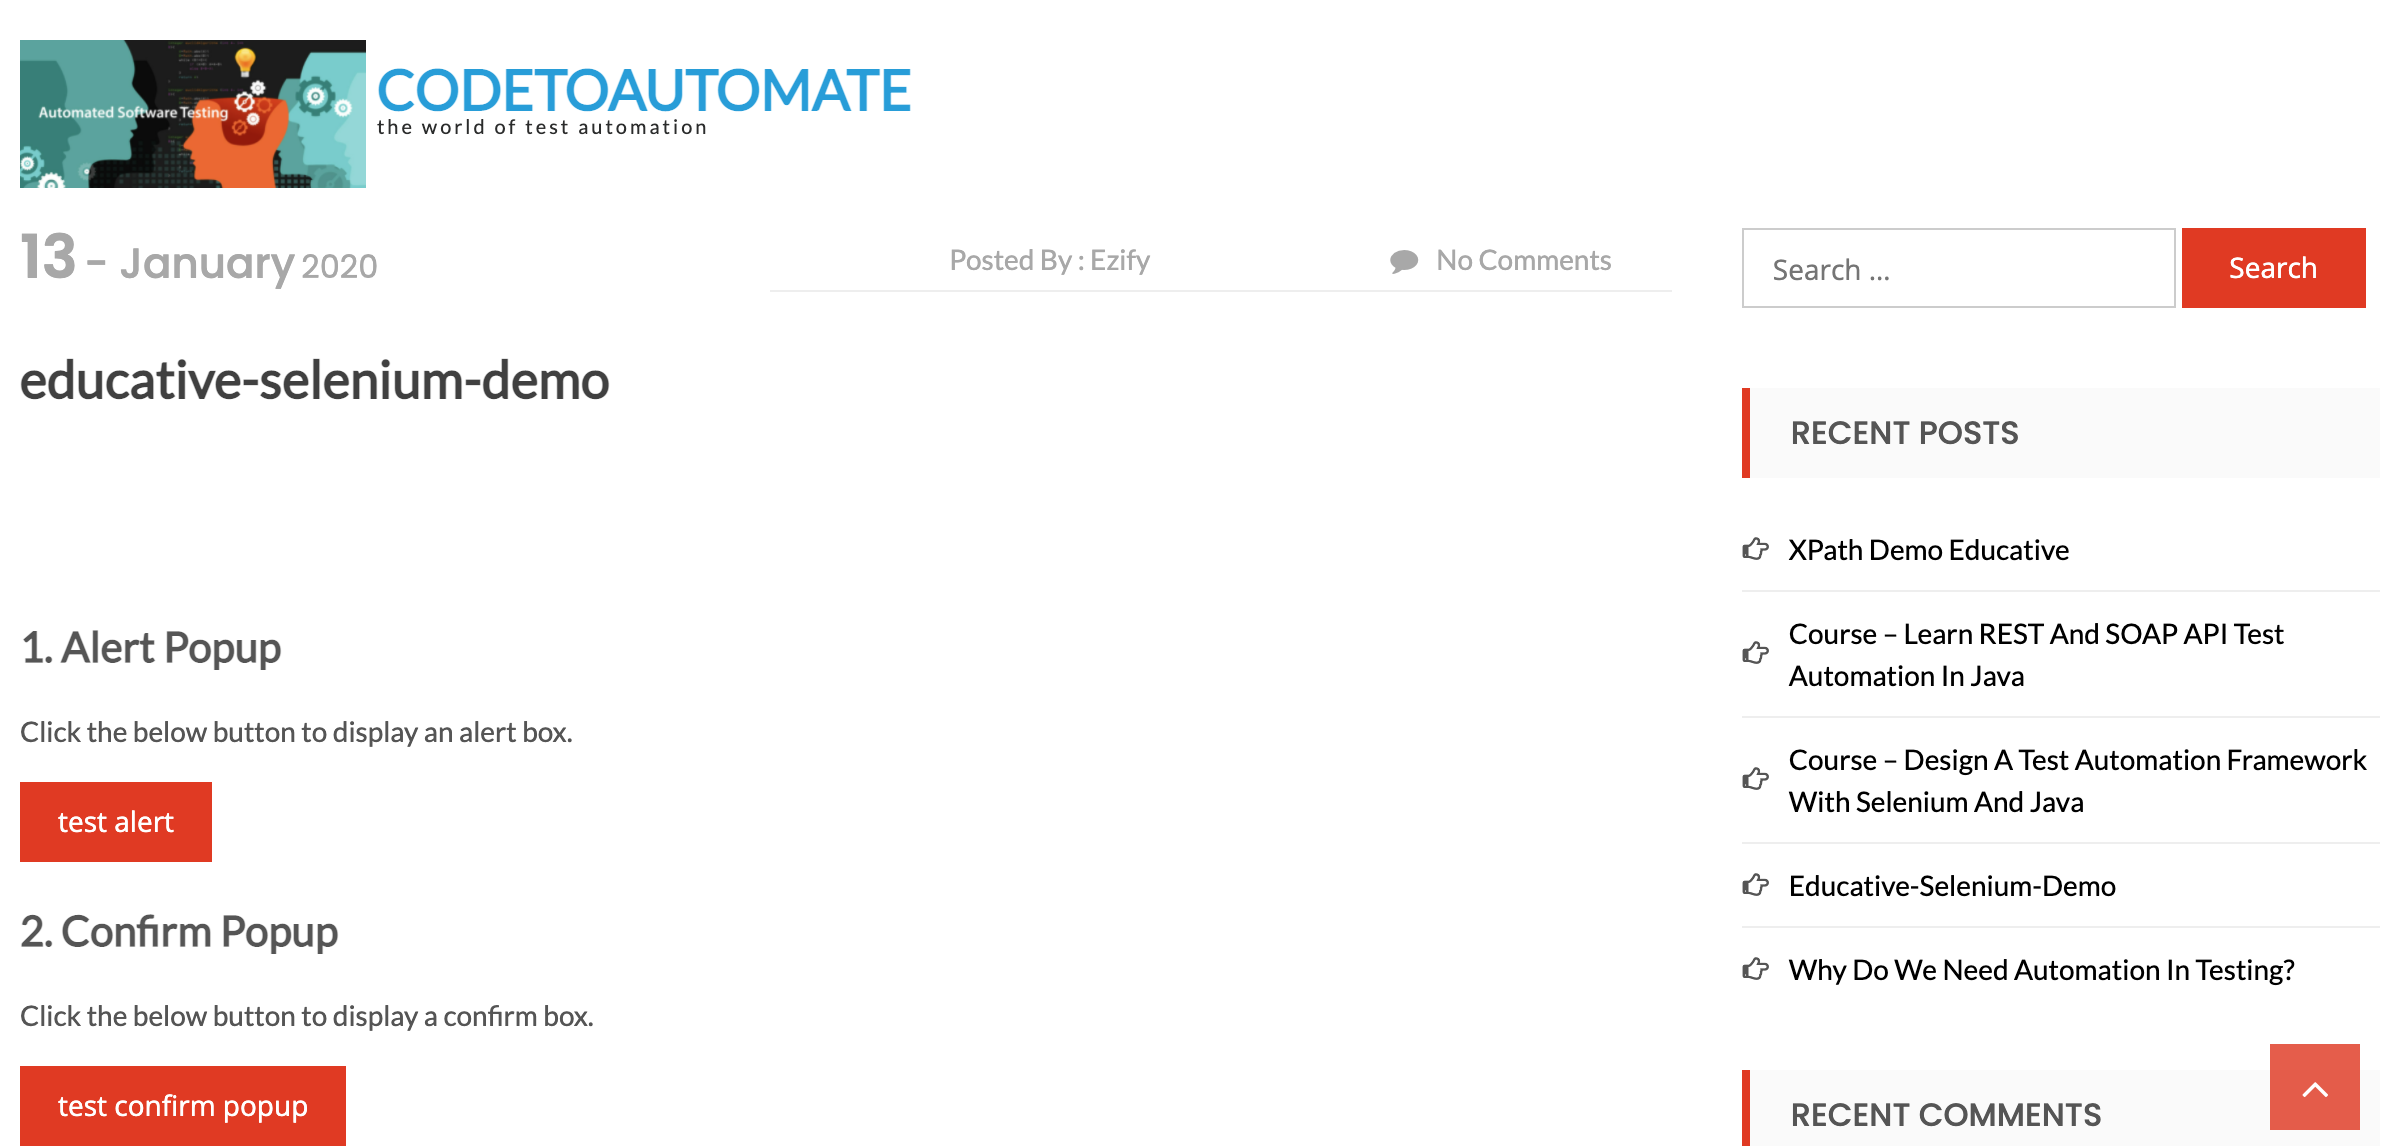 Automated Software Testing
CODETOAUTOMATE
the world of test automation
13 - January 2020
Posted By : Ezify
No Comments
educative-selenium-demo
1. Alert Popup
Click the below button to display an alert box.
test alert
2. Confirm Popup
Click the below button to display a confirm box.
test confirm popup
Search ...
Search
RECENT POSTS
XPath Demo Educative
Course – Learn REST And SOAP API Test
Automation In Java
Course – Design A Test Automation Framework
With Selenium And Java
Educative-Selenium-Demo
Why Do We Need Automation In Testing?
RECENT COMMENTS